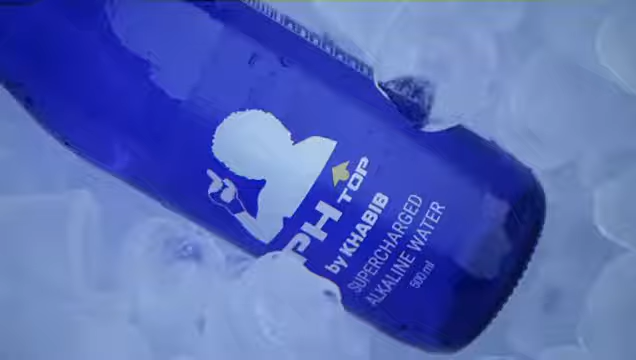 PH TOP
by KHABIB
SUPERCHARGED
ALKALINE WATER
500 ml